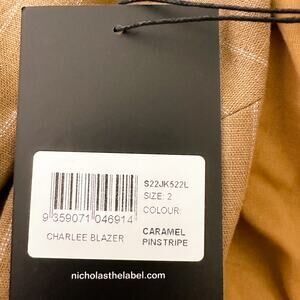 S22JK522L
SIZE: 2
COLOUR:
9 359071 046914
CARAMEL
CHARLEE BLAZER
PINSTRIPE
nicholasthelabel.com